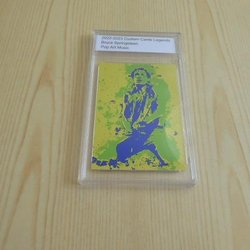 2022-2023 Custom Cards Legends
Bruce Springsteen
Pop Art Music